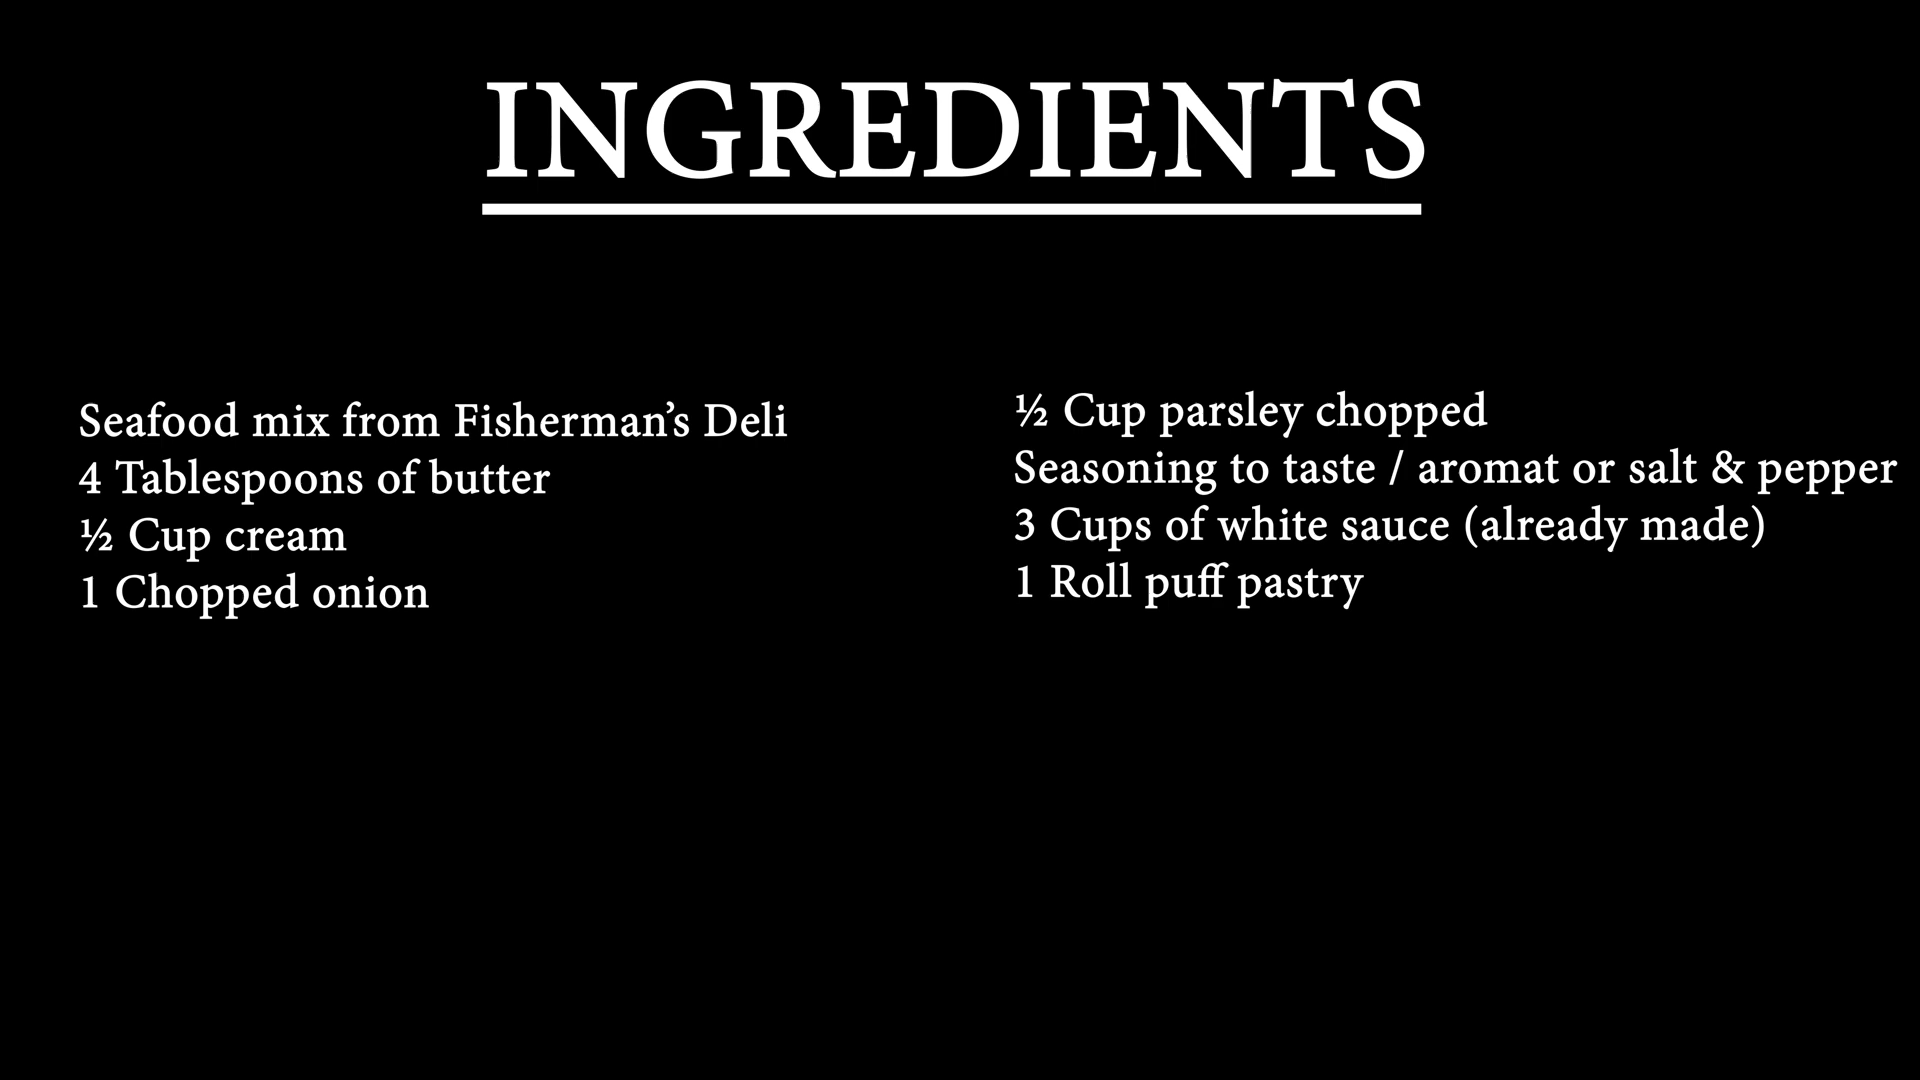 INGREDIENTS
Seafood mix from Fisherman’s Deli
4 Tablespoons of butter
½ Cup cream
1 Chopped onion
½ Cup parsley chopped
Seasoning to taste / aromat or salt & pepper
3 Cups of white sauce (already made)
1 Roll puff pastry